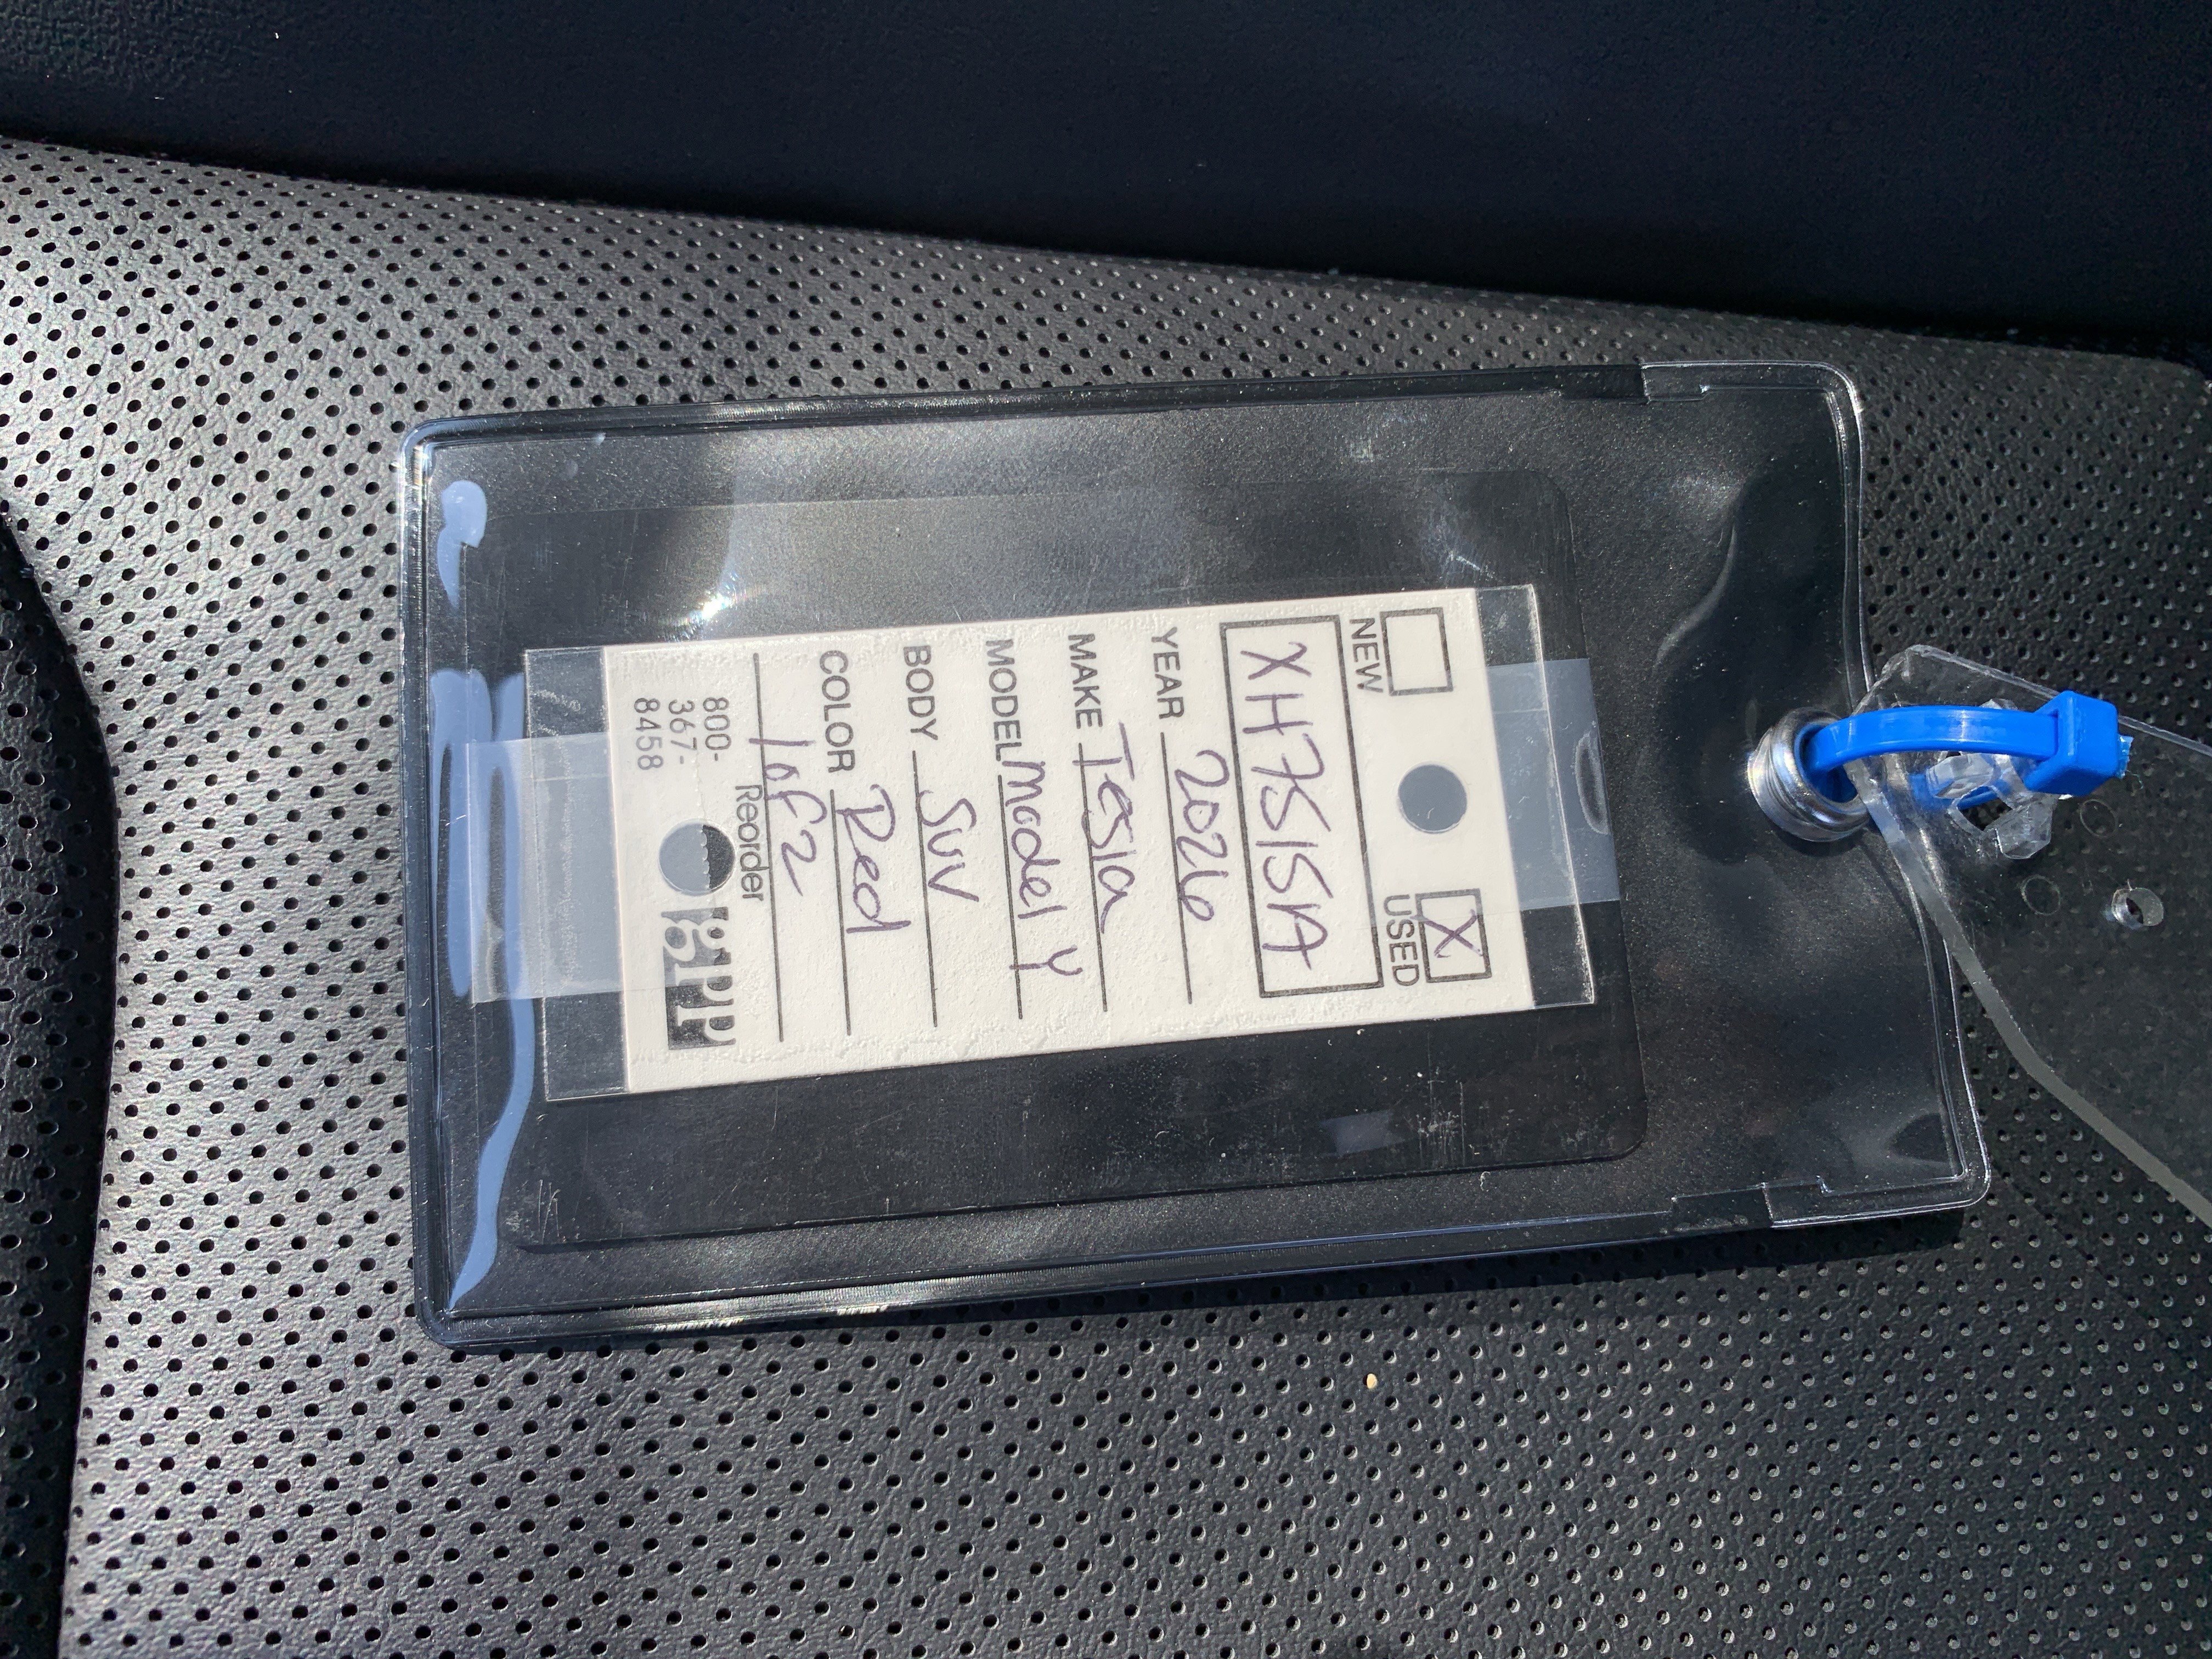 X
NEW USED
XH75151A
YEAR 2026
MAKE Tesla
MODEL Model Y
BODY SUV
COLOR Red
1 of 2
Reorder
800-
367-
8458